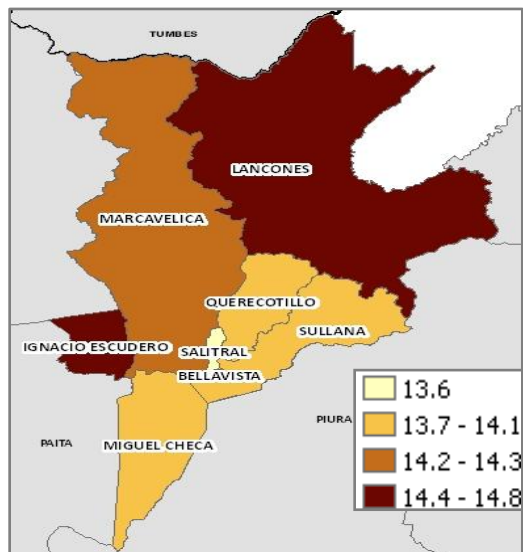 TUMBES
LANCONES
MARCAVELICA
QUERECOTILLO
SULLANA
IGNACIO ESCUDERO
SALITRAL
BELLAVISTA
13.6
13.7 - 14.1
14.2 - 14.3
14.4 - 14.8
PIURA
PAITA
MIGUEL CHECA